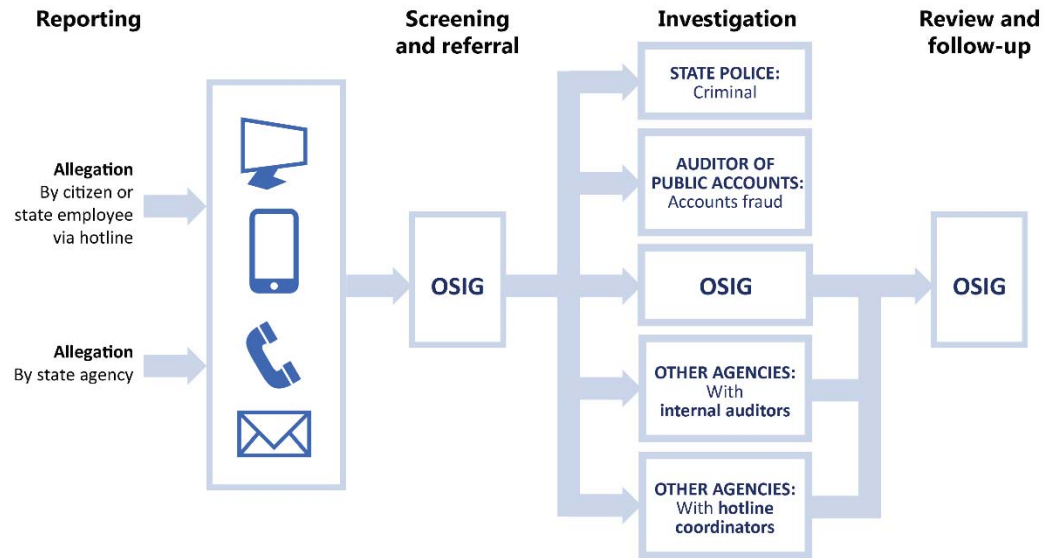 Reporting
Screening
and referral
Investigation
Review and
follow-up
Allegation
By citizen or
state employee
via hotline
Allegation
By state agency
OSIG
STATE POLICE:
Criminal
AUDITOR OF
PUBLIC ACCOUNTS:
Accounts fraud
OSIG
OTHER AGENCIES:
With
internal auditors
OTHER AGENCIES:
With hotline
coordinators
OSIG